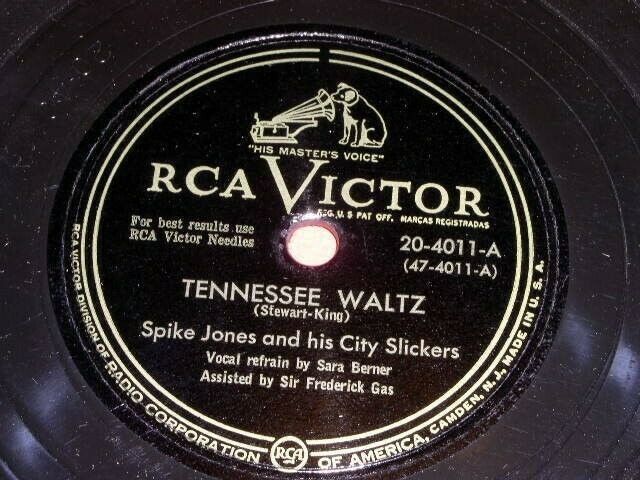 "HIS MASTER'S VOICE"
RCA VICTOR
REG. U S PAT OFF. MARCAS REGISTRADAS
For best results use
RCA Victor Needles
20-4011-A
(47-4011-A)
TENNESSEE WALTZ
(Stewart-King)
Spike Jones and his City Slickers
Vocal refrain by Sara Berner
Assisted by Sir Frederick Gas
RCA VICTOR DIVISION OF RADIO CORPORATION OF AMERICA, CAMDEN, N. J., MADE IN U. S. A.
RCA